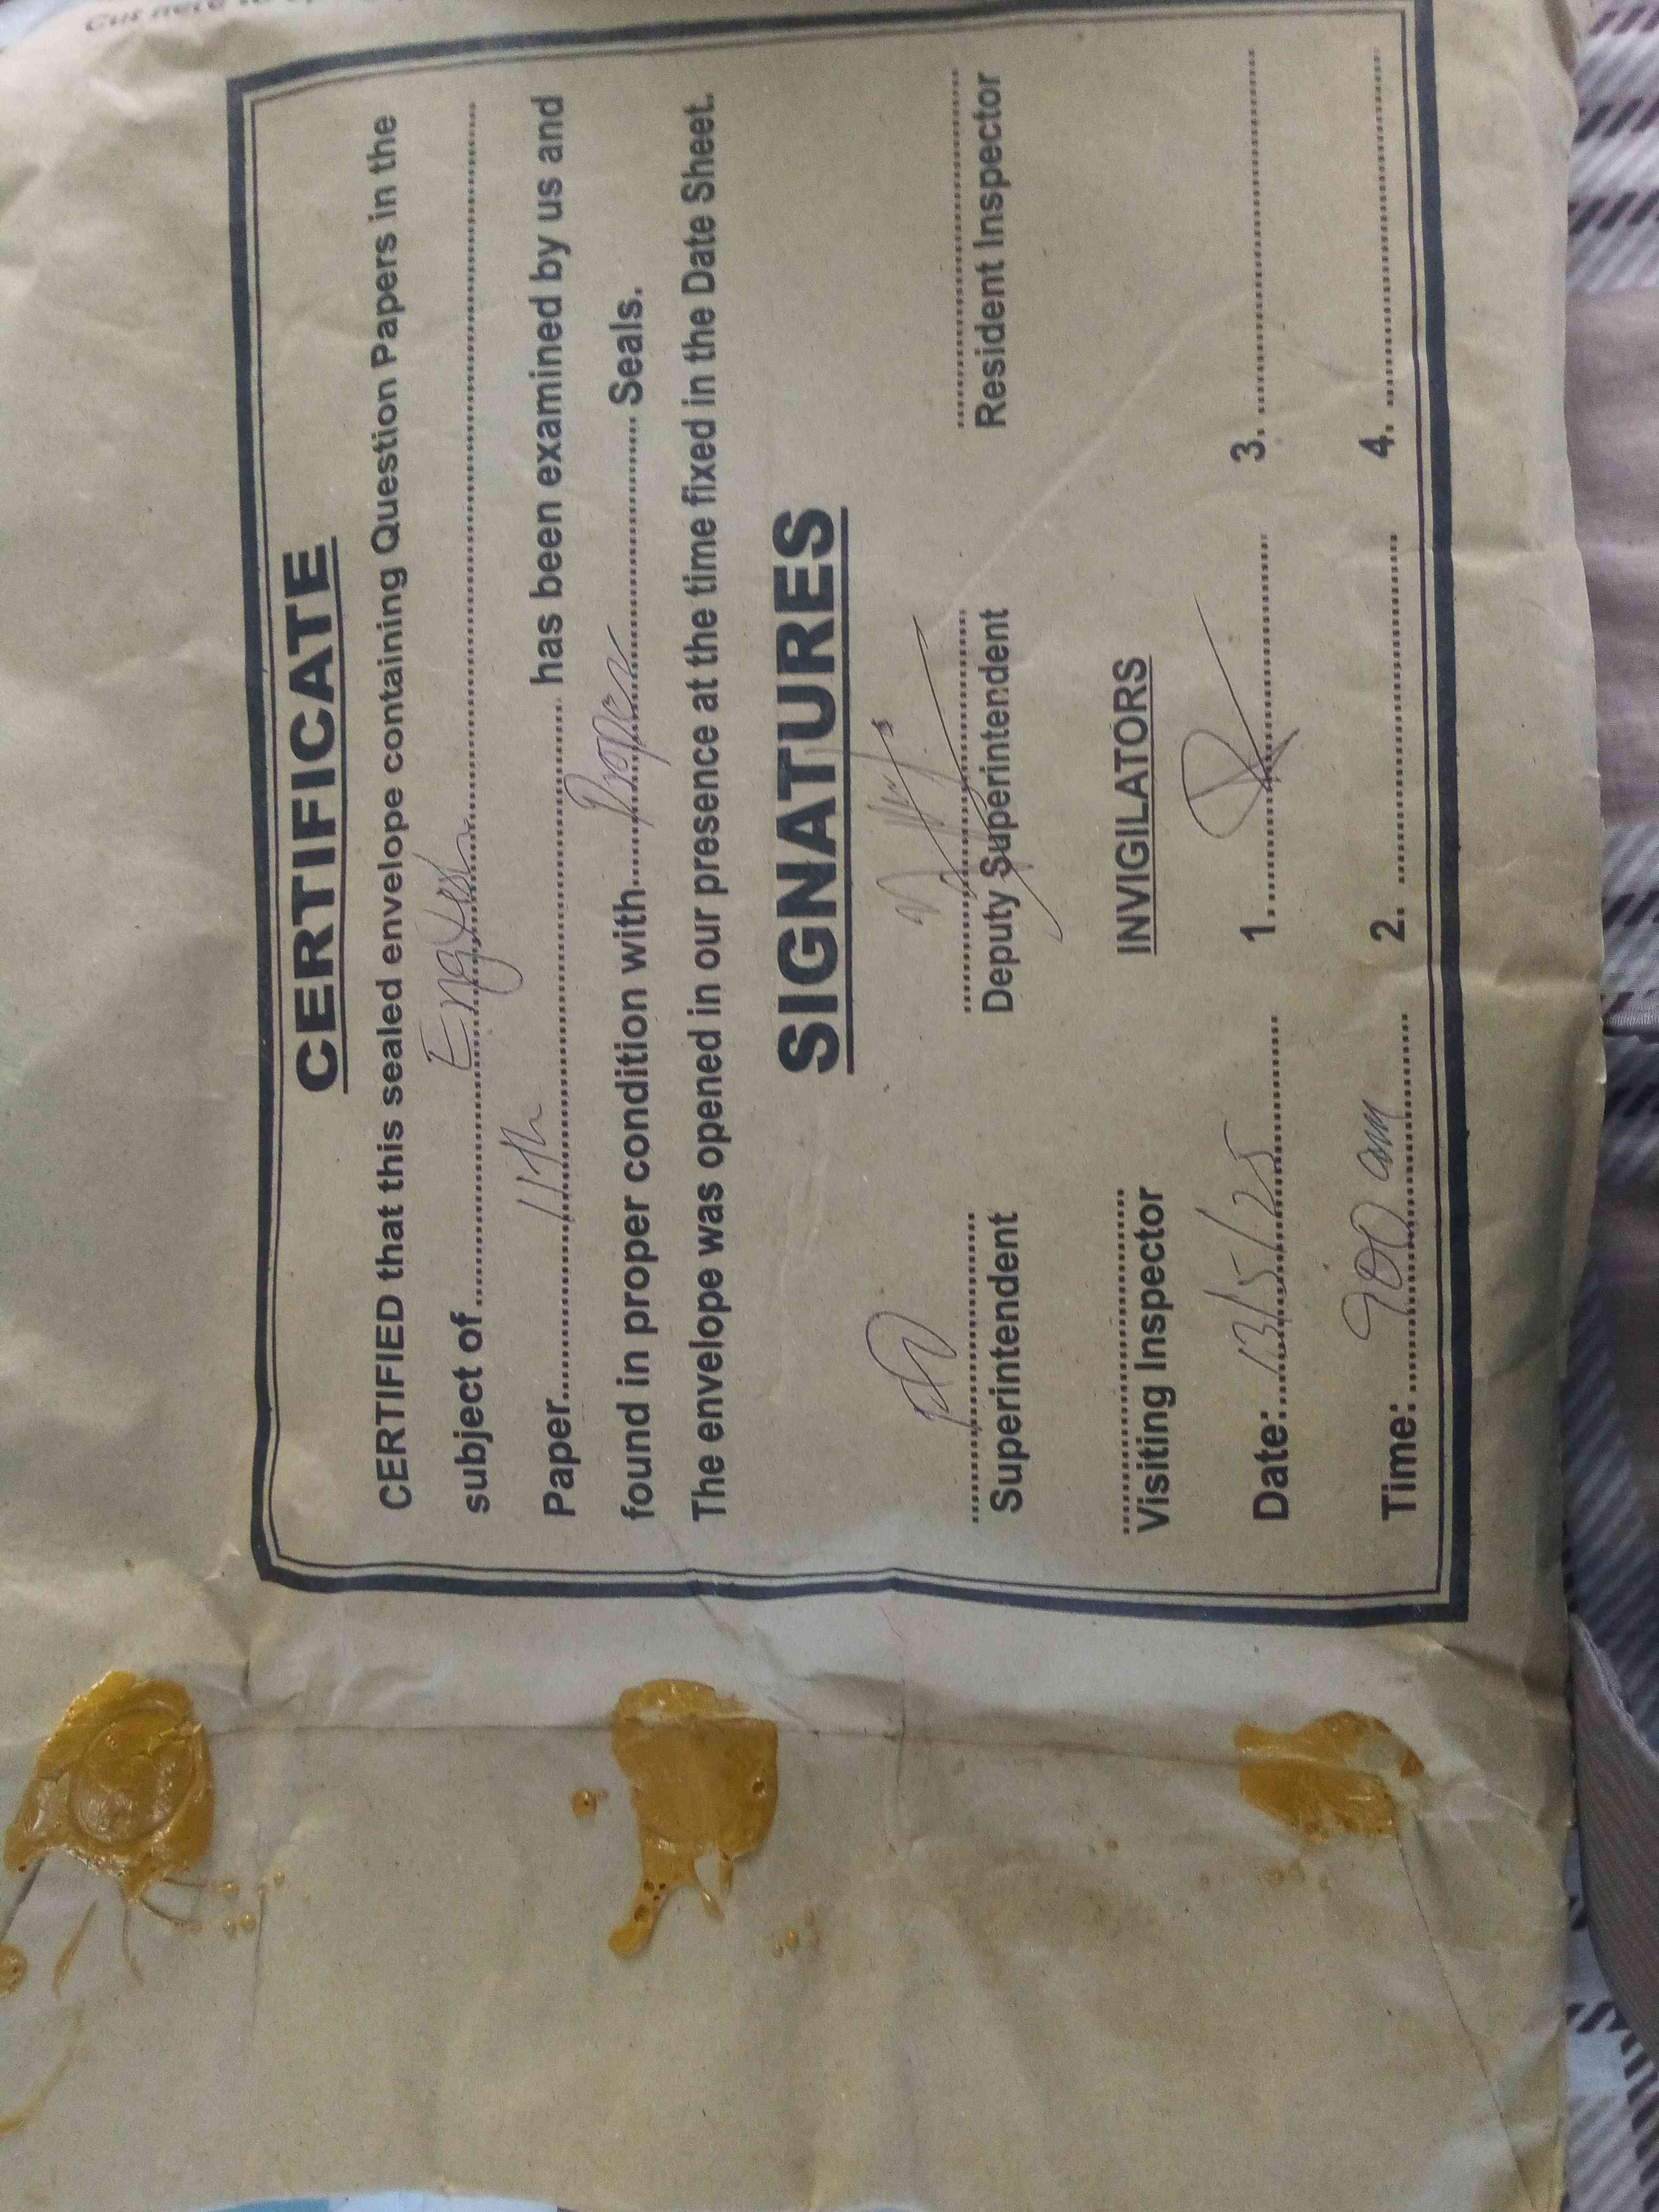 Cut here to
CERTIFICATE
CERTIFIED that this sealed envelope containing Question Papers in the
subject of......English......
Paper......11th...... has been examined by us and
found in proper condition with......Proper...... Seals.
The envelope was opened in our presence at the time fixed in the Date Sheet.
SIGNATURES
Superintendent Deputy Superintendent Resident Inspector
Visiting Inspector INVIGILATORS
Date:...13/5/25... 1............ 3............
Time:...9:00 am... 2............ 4............